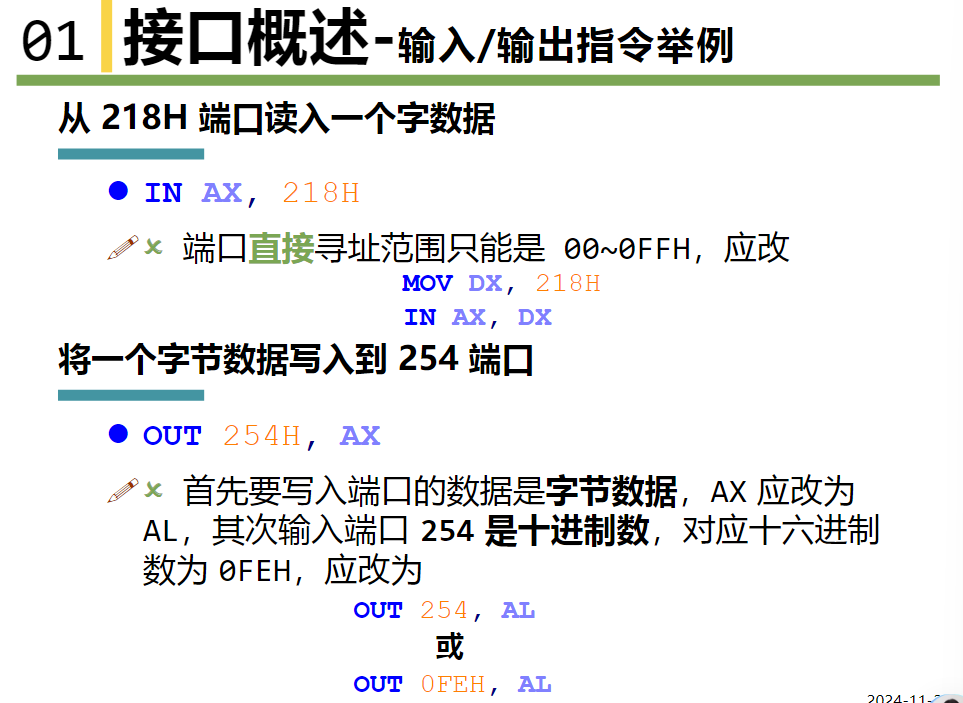 01 接口概述-输入/输出指令举例
从 218H 端口读入一个字数据
IN AX, 218H
端口直接寻址范围只能是 00~0FFH，应改
MOV DX, 218H
IN AX, DX
将一个字节数据写入到 254 端口
OUT 254H, AX
首先要写入端口的数据是字节数据，AX 应改为
AL，其次输入端口 254 是十进制数，对应十六进制
数为 0FEH，应改为
OUT 254, AL
或
OUT 0FEH, AL
2024-11-2